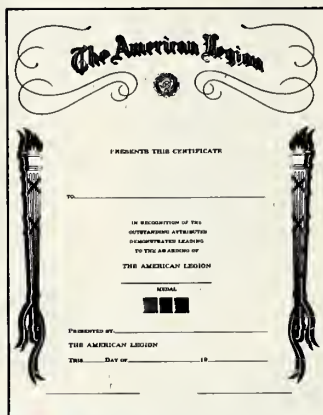 The American Legion
PRESENTS THIS CERTIFICATE
TO
IN RECOGNITION OF THE
OUTSTANDING ATTRIBUTES
DEMONSTRATED LEADING
TO THE AWARDING OF
THE AMERICAN LEGION
MEDAL
PRESENTED BY
THE AMERICAN LEGION
THIS DAY OF 19